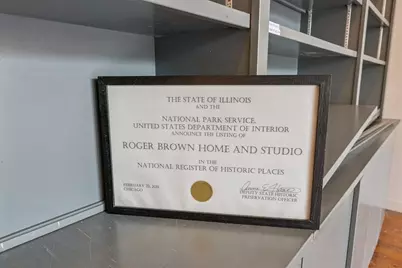 THE STATE OF ILLINOIS
AND THE
NATIONAL PARK SERVICE
UNITED STATES DEPARTMENT OF INTERIOR
ANNOUNCE THE LISTING OF
ROGER BROWN HOME AND STUDIO
IN THE
NATIONAL REGISTER OF HISTORIC PLACES
CHICAGO
DEPUTY STATE HISTORIC
PRESERVATION OFFICER